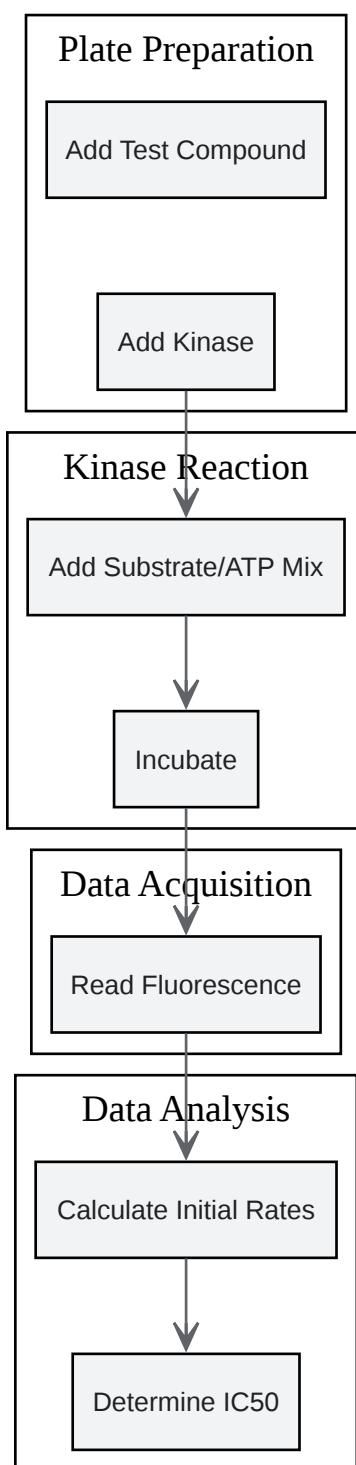 Plate Preparation
Add Test Compound
Add Kinase
Kinase Reaction
Add Substrate/ATP Mix
Incubate
Data Acquisition
Read Fluorescence
Data Analysis
Calculate Initial Rates
Determine IC50